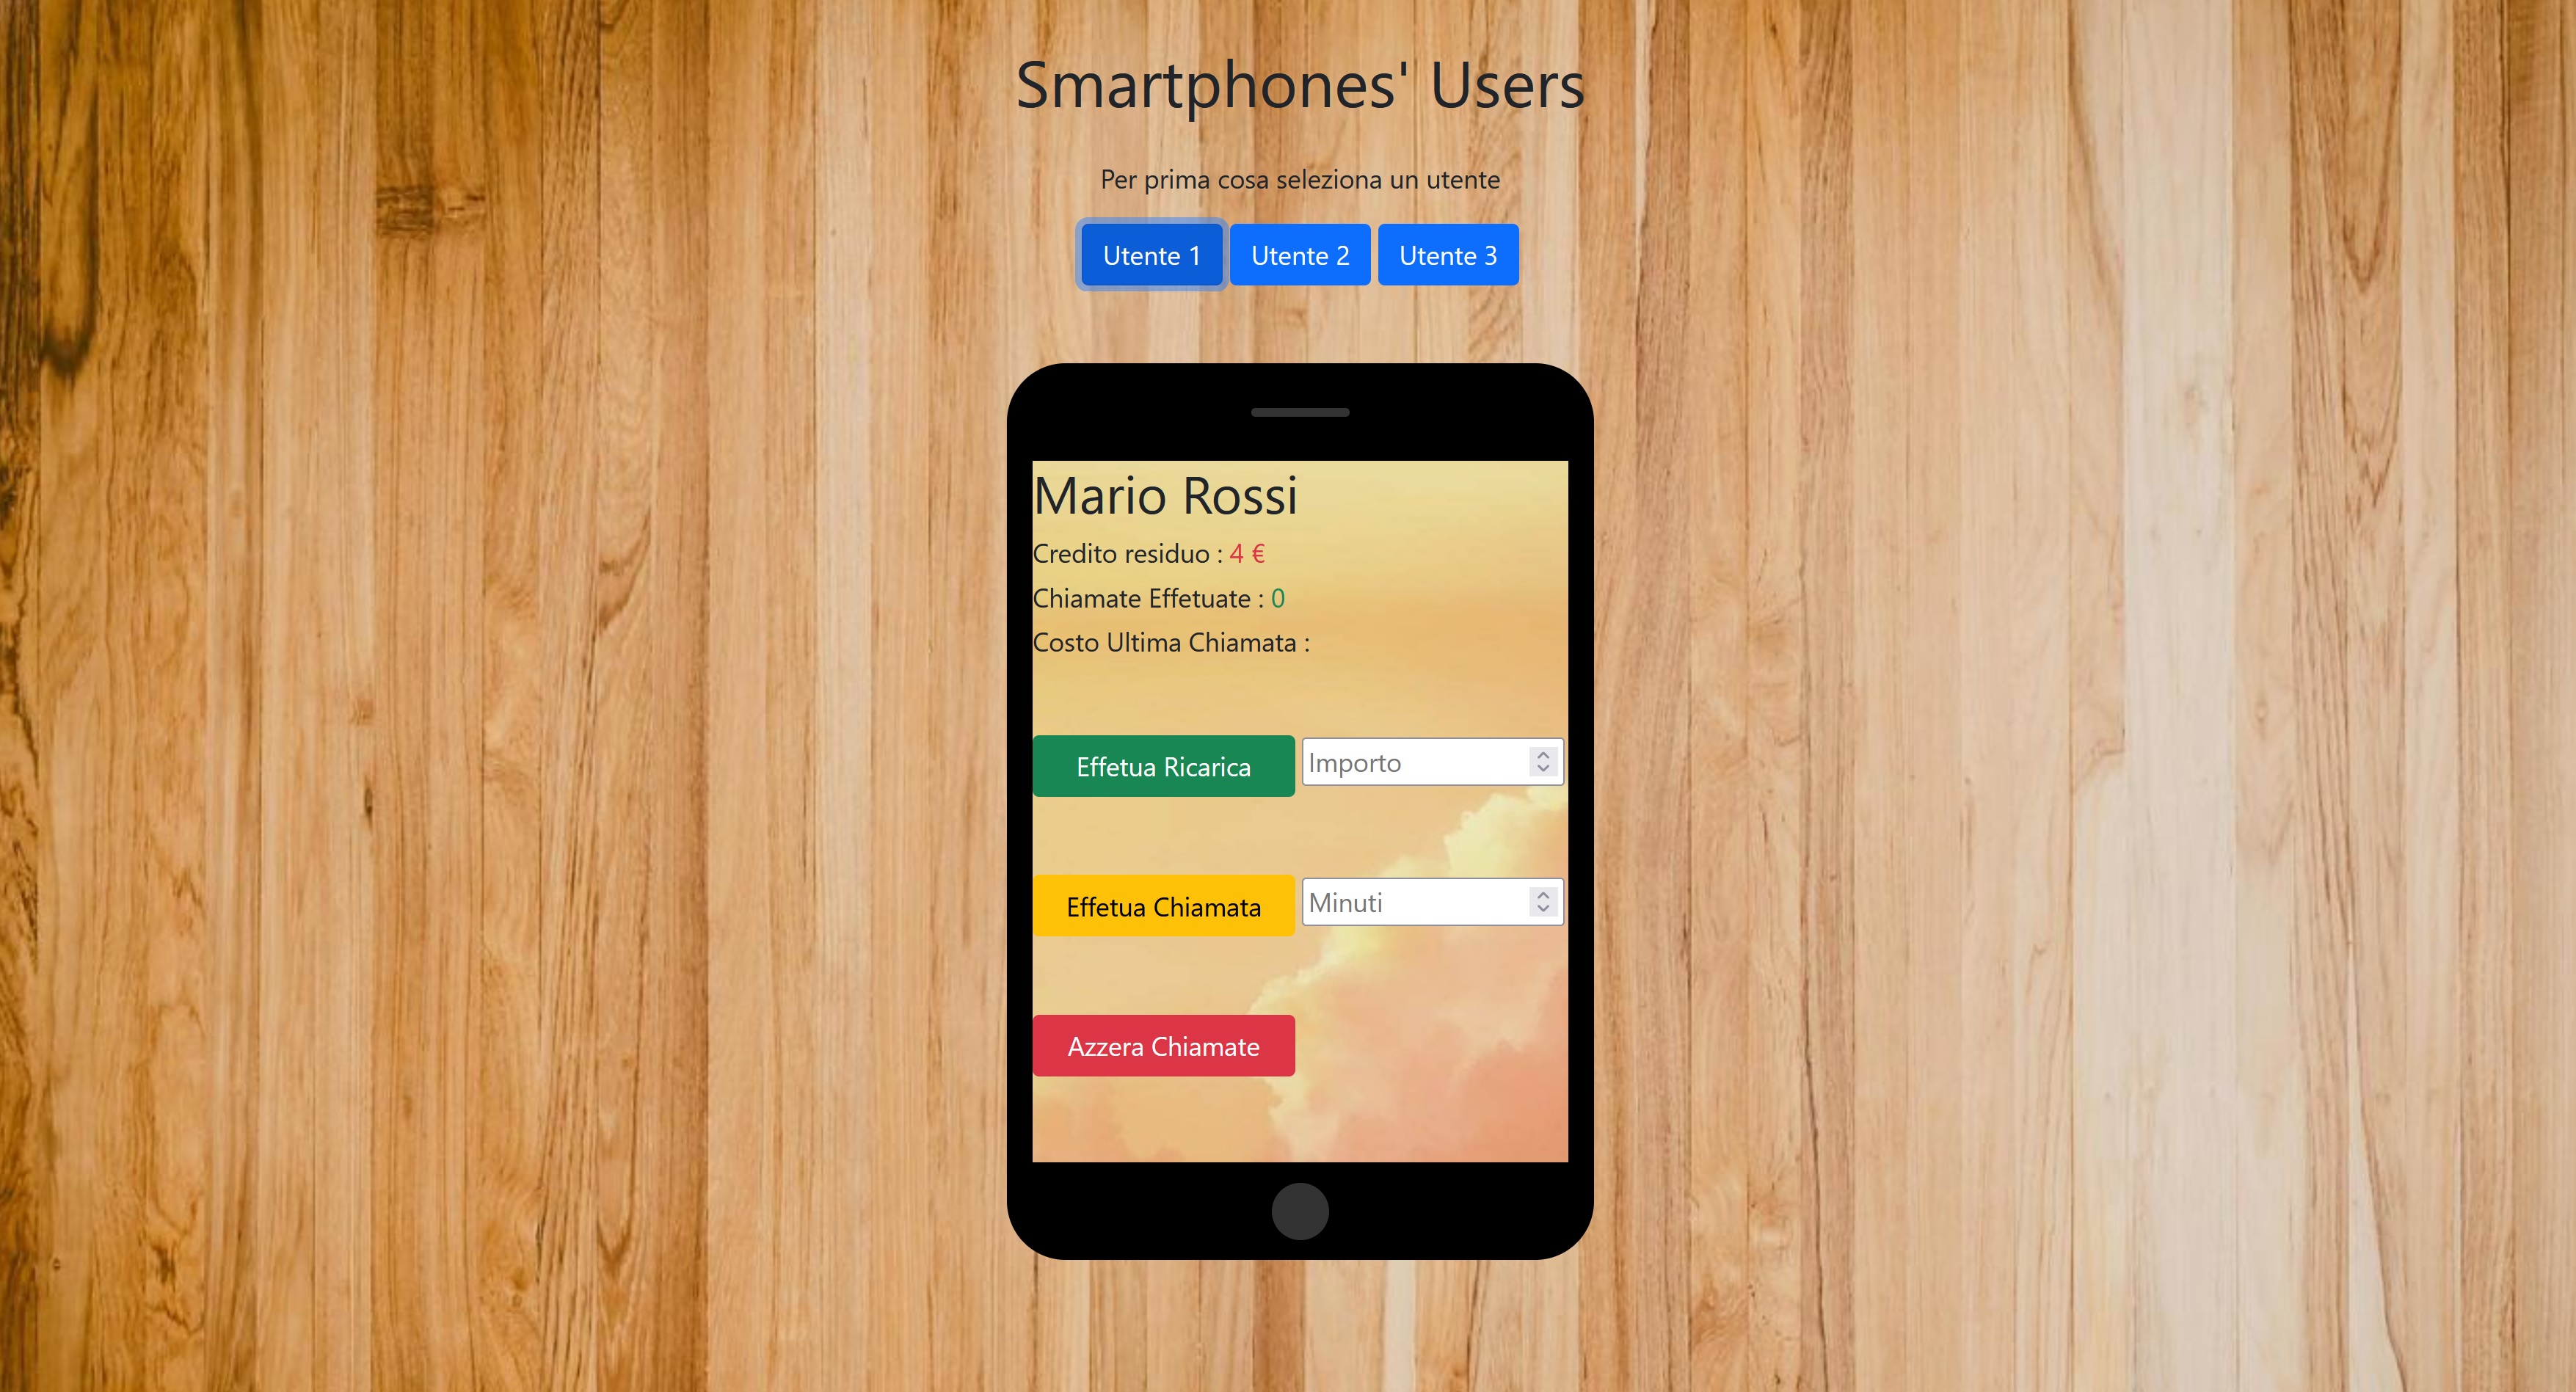 Smartphones' Users
Per prima cosa seleziona un utente
Utente 1 Utente 2 Utente 3
Mario Rossi
Credito residuo : 4 €
Chiamate Effetuate : 0
Costo Ultima Chiamata :
Effetua Ricarica Importo
Effetua Chiamata Minuti
Azzera Chiamate